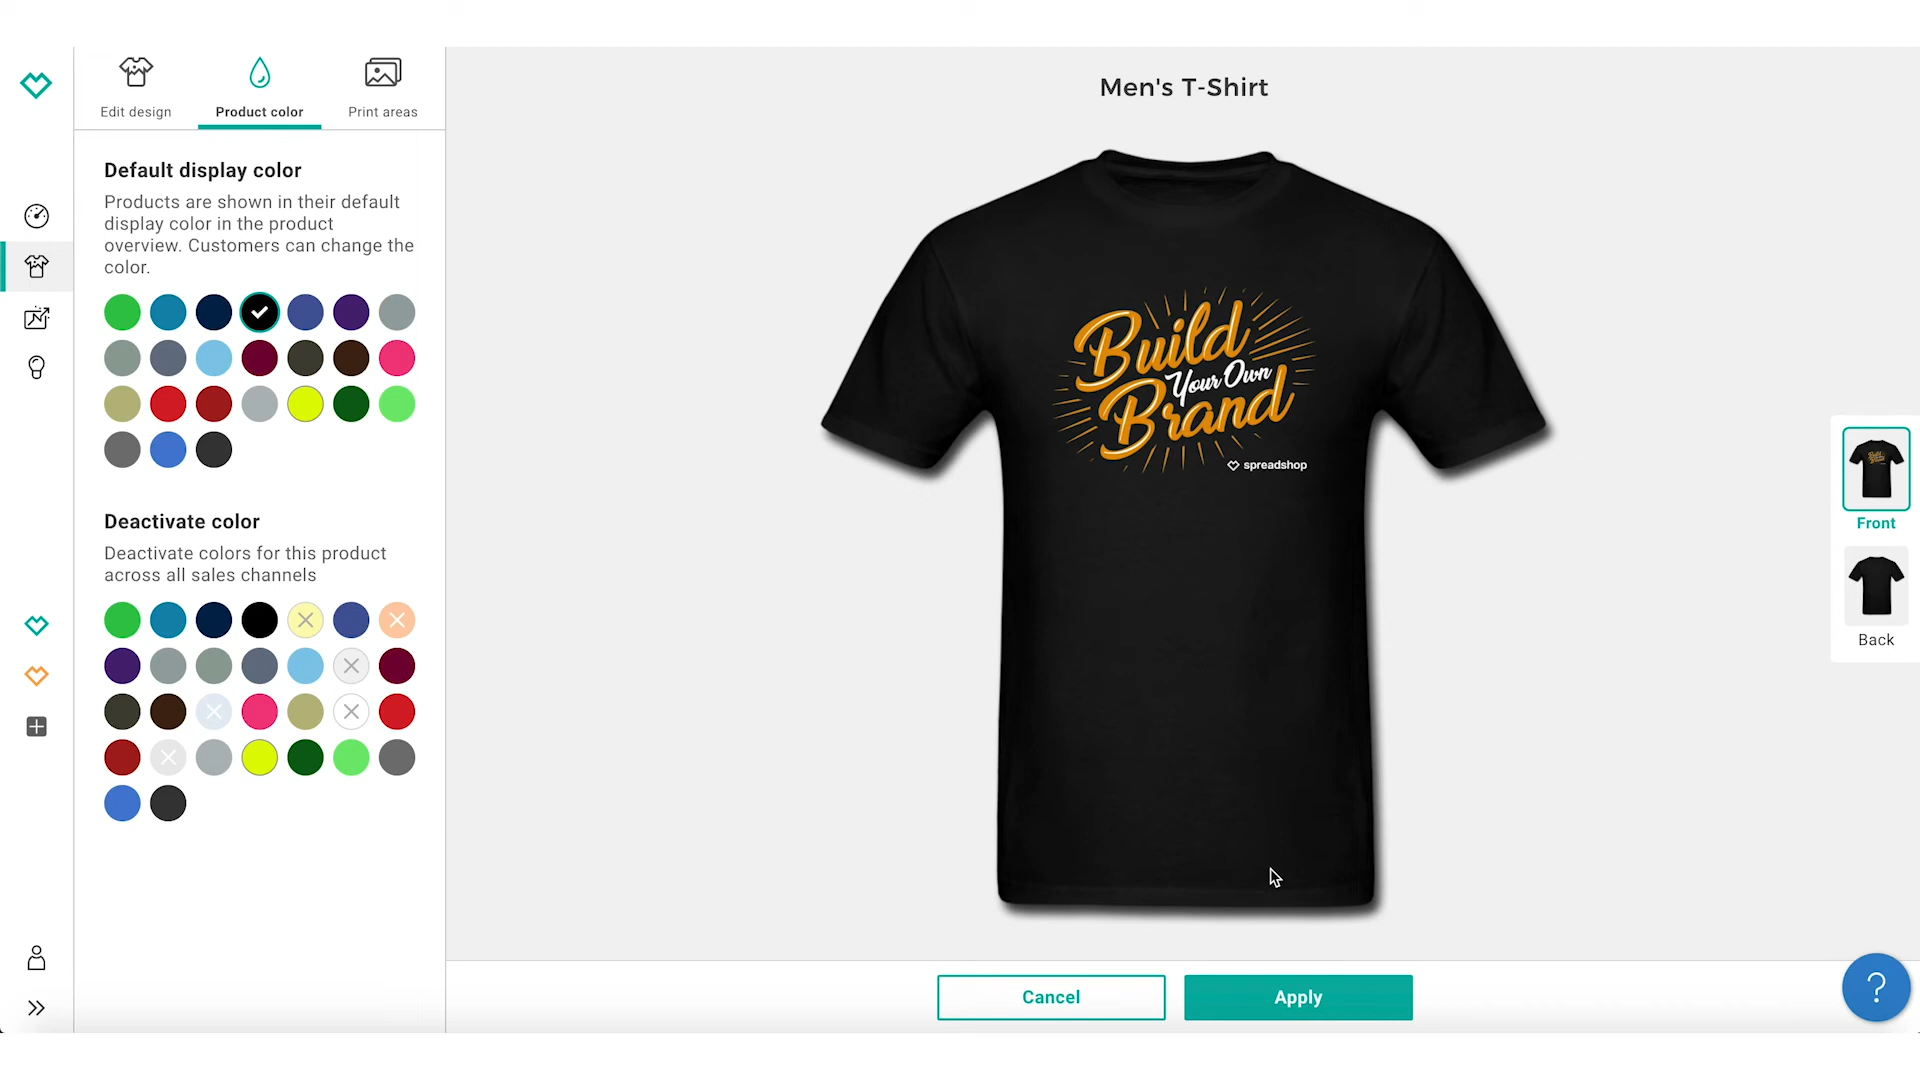 Edit design
Product color
Print areas
Default display color
Products are shown in their default
display color in the product
overview. Customers can change the
color.
Deactivate color
Deactivate colors for this product
across all sales channels
Men's T-Shirt
Build
Your Own
Brand
spreadshop
Front
Back
Cancel
Apply
?